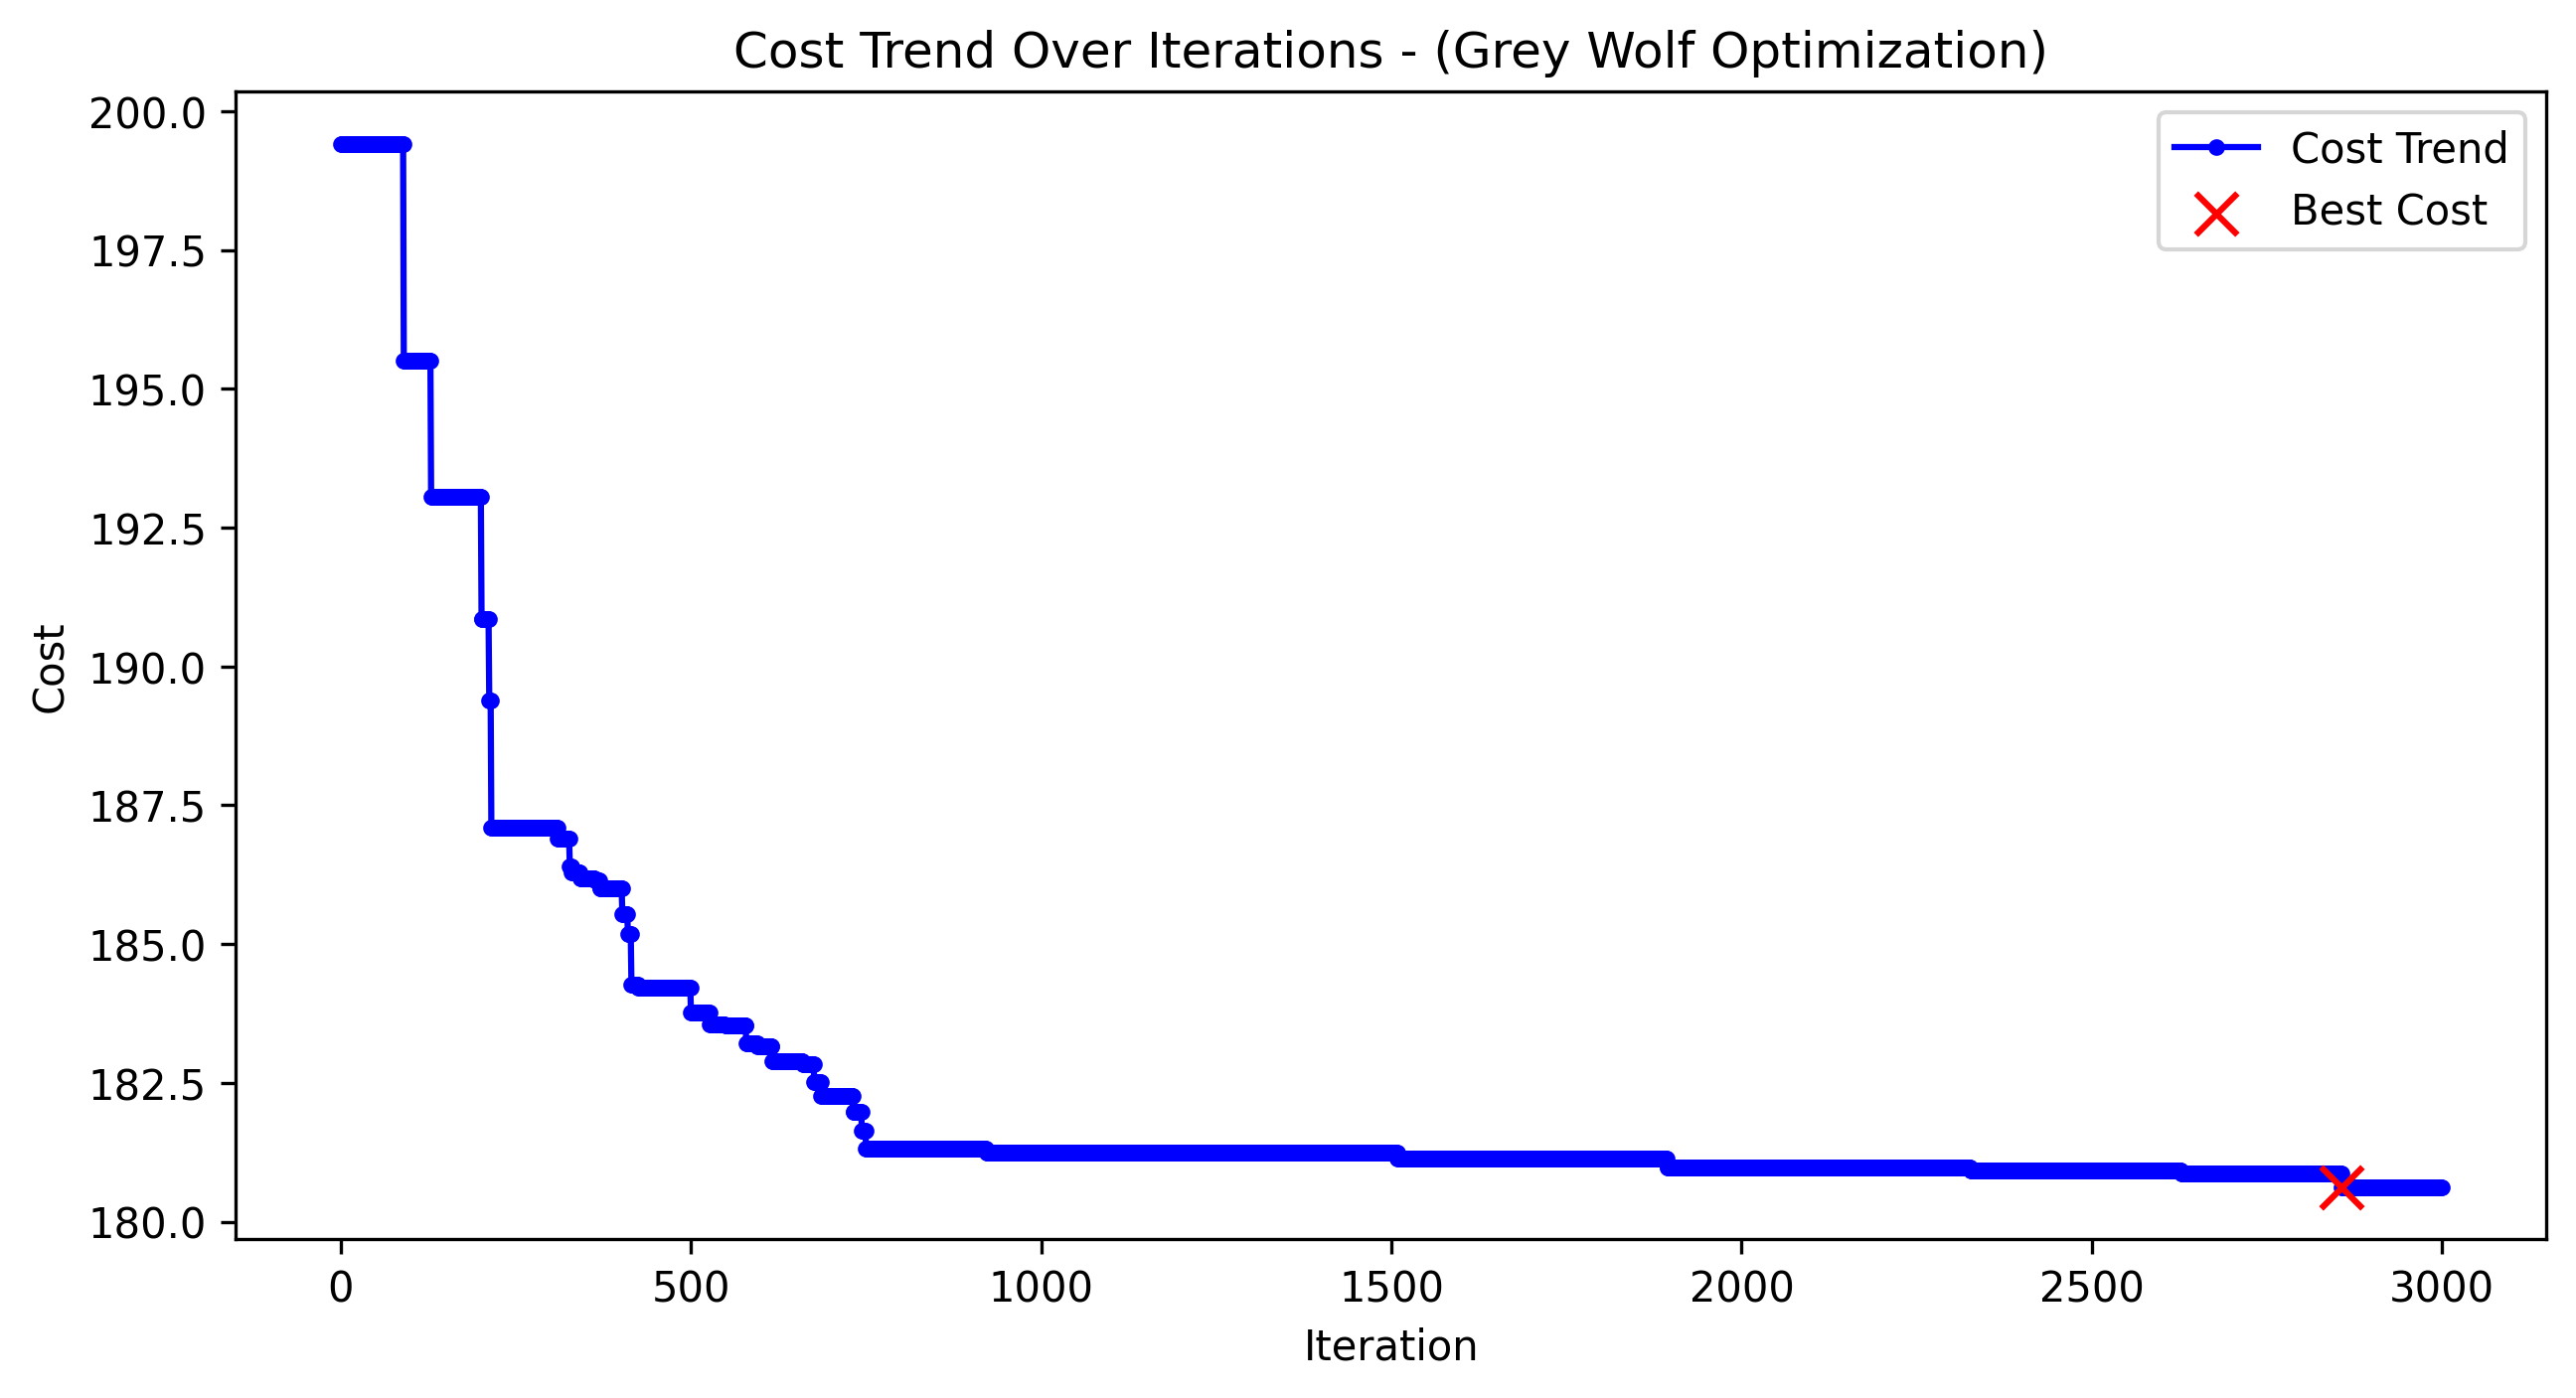 Cost Trend Over Iterations - (Grey Wolf Optimization)
Cost Trend
Best Cost
200.0
197.5
195.0
192.5
190.0
187.5
185.0
182.5
180.0
Cost
0 500 1000 1500 2000 2500 3000
Iteration